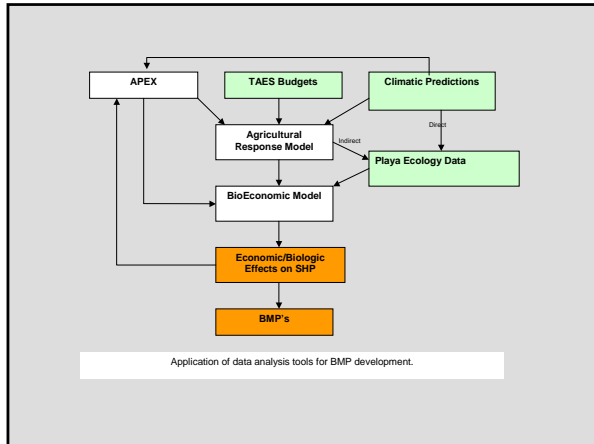 APEX
TAES Budgets
Climatic Predictions
Agricultural
Response Model
Indirect
Direct
Playa Ecology Data
BioEconomic Model
Economic/Biologic
Effects on SHP
BMP's
Application of data analysis tools for BMP development.